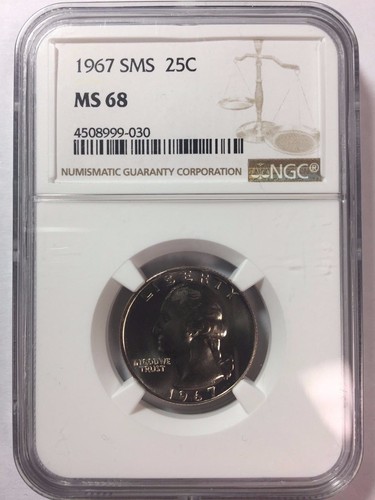 1967 SMS 25C
MS 68
4508999-030
NUMISMATIC GUARANTY CORPORATION
NGC®
LIBERTY
IN GOD WE
TRUST
1967